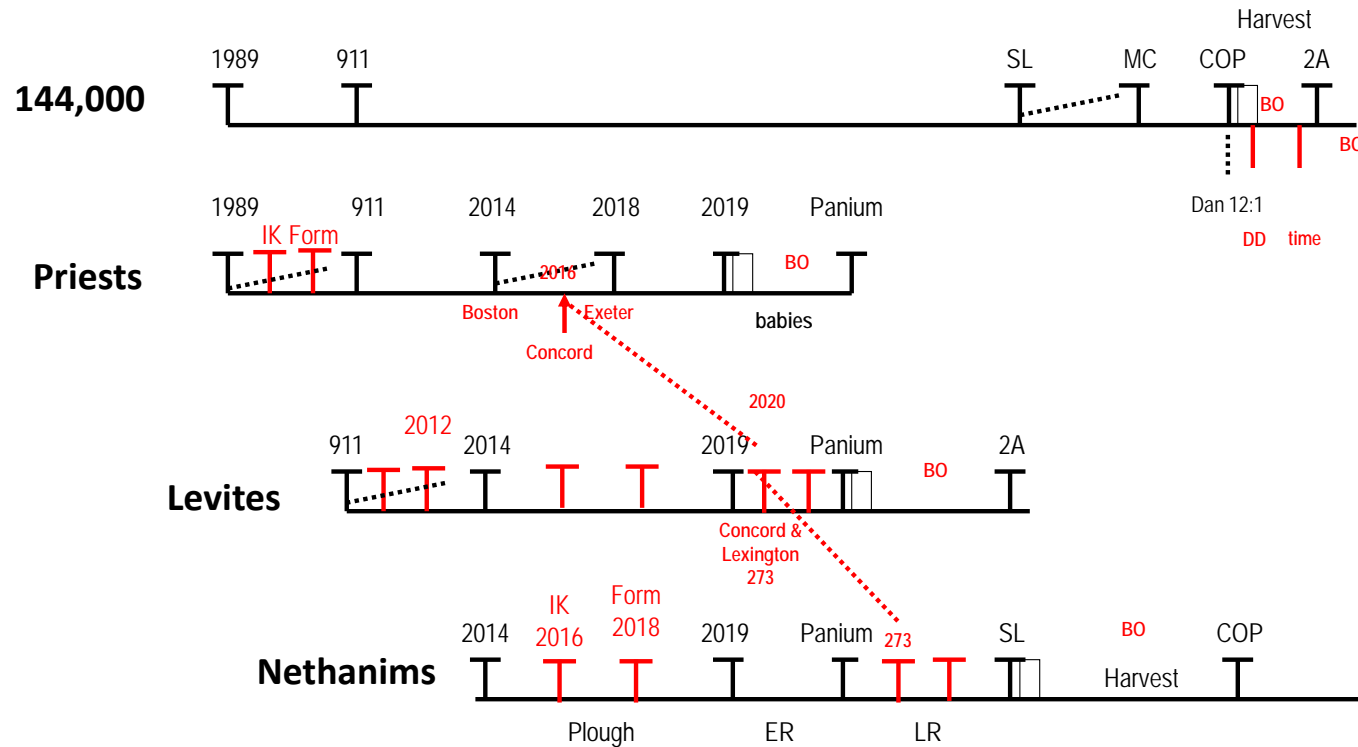 Harvest
1989 911 SL MC COP 2A
144,000
BO
BO
Dan 12:1
DD time
1989 911 2014 2018 2019 Panium
IK Form
2016 BO
Priests
Boston Exeter babies
Concord
2020
2012
911 2014 2019 Panium 2A
BO
Levites
Concord &
Lexington
273
IK Form
2016 2018
2014 2019 Panium 273 SL BO COP
Nethanims
Harvest
Plough ER LR